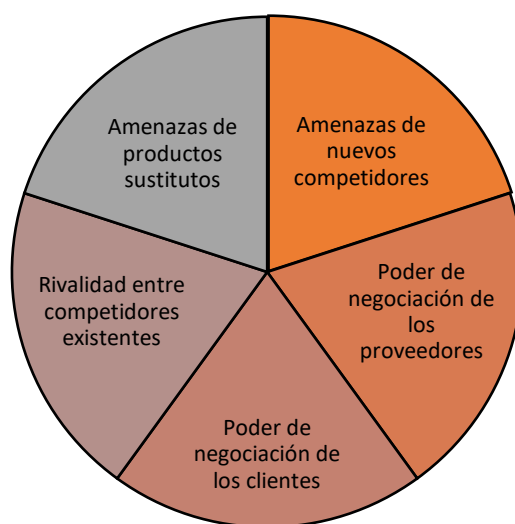 Amenazas de
nuevos
competidores
Poder de
negociación de
los
proveedores
Poder de
negociación de
los clientes
Rivalidad entre
competidores
existentes
Amenazas de
productos
sustitutos